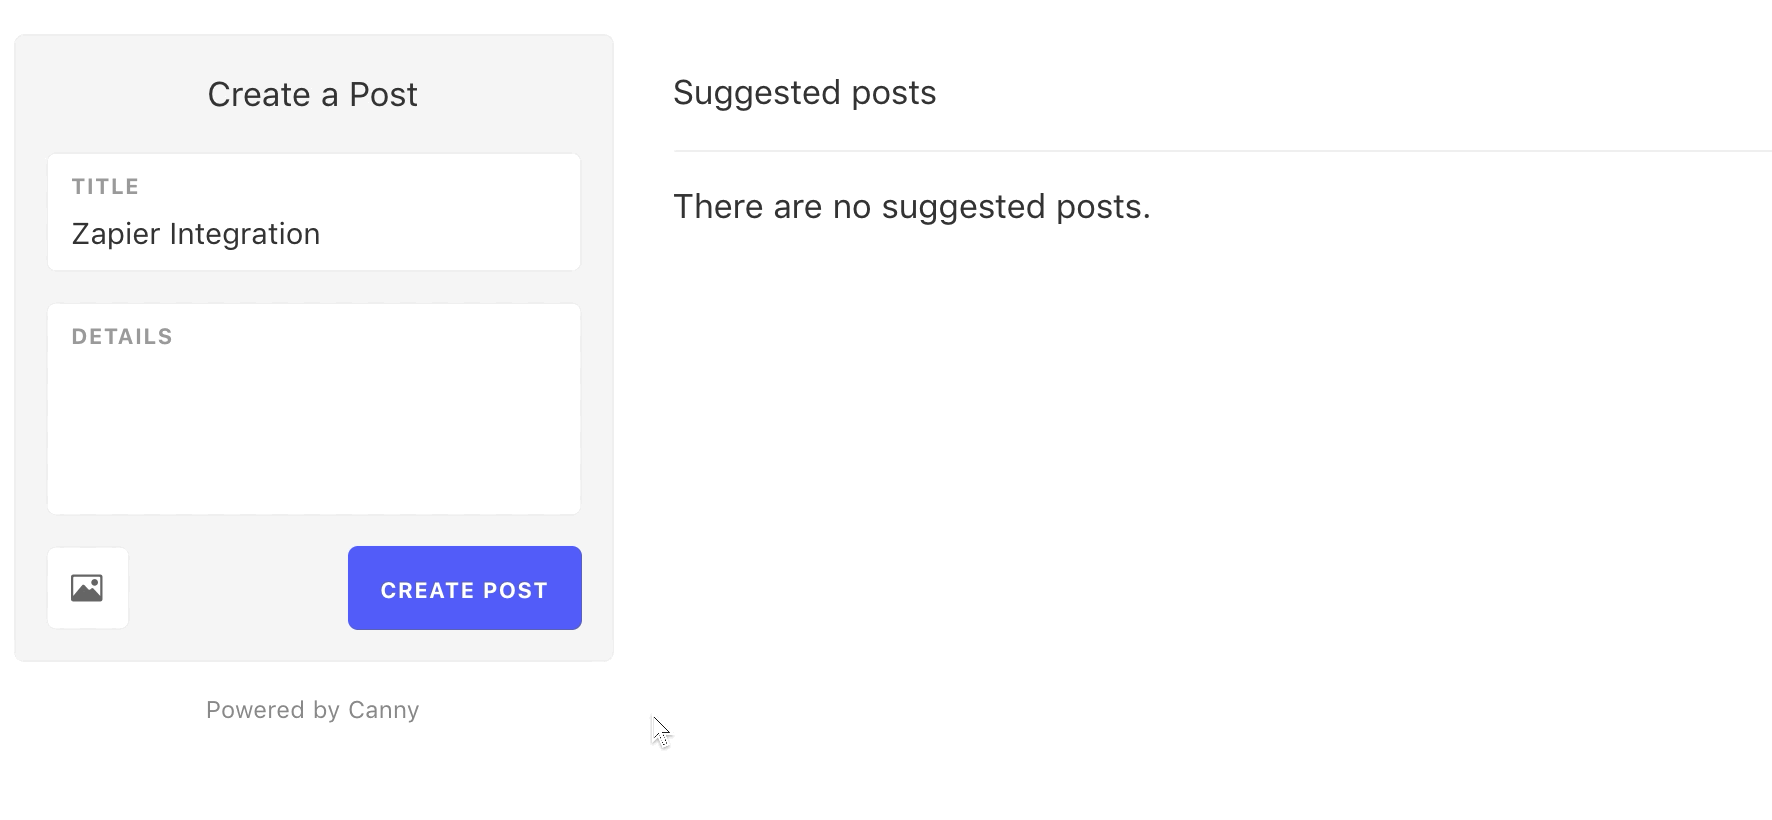 Create a Post
TITLE
Zapier Integration
DETAILS
CREATE POST
Powered by Canny
Suggested posts
There are no suggested posts.